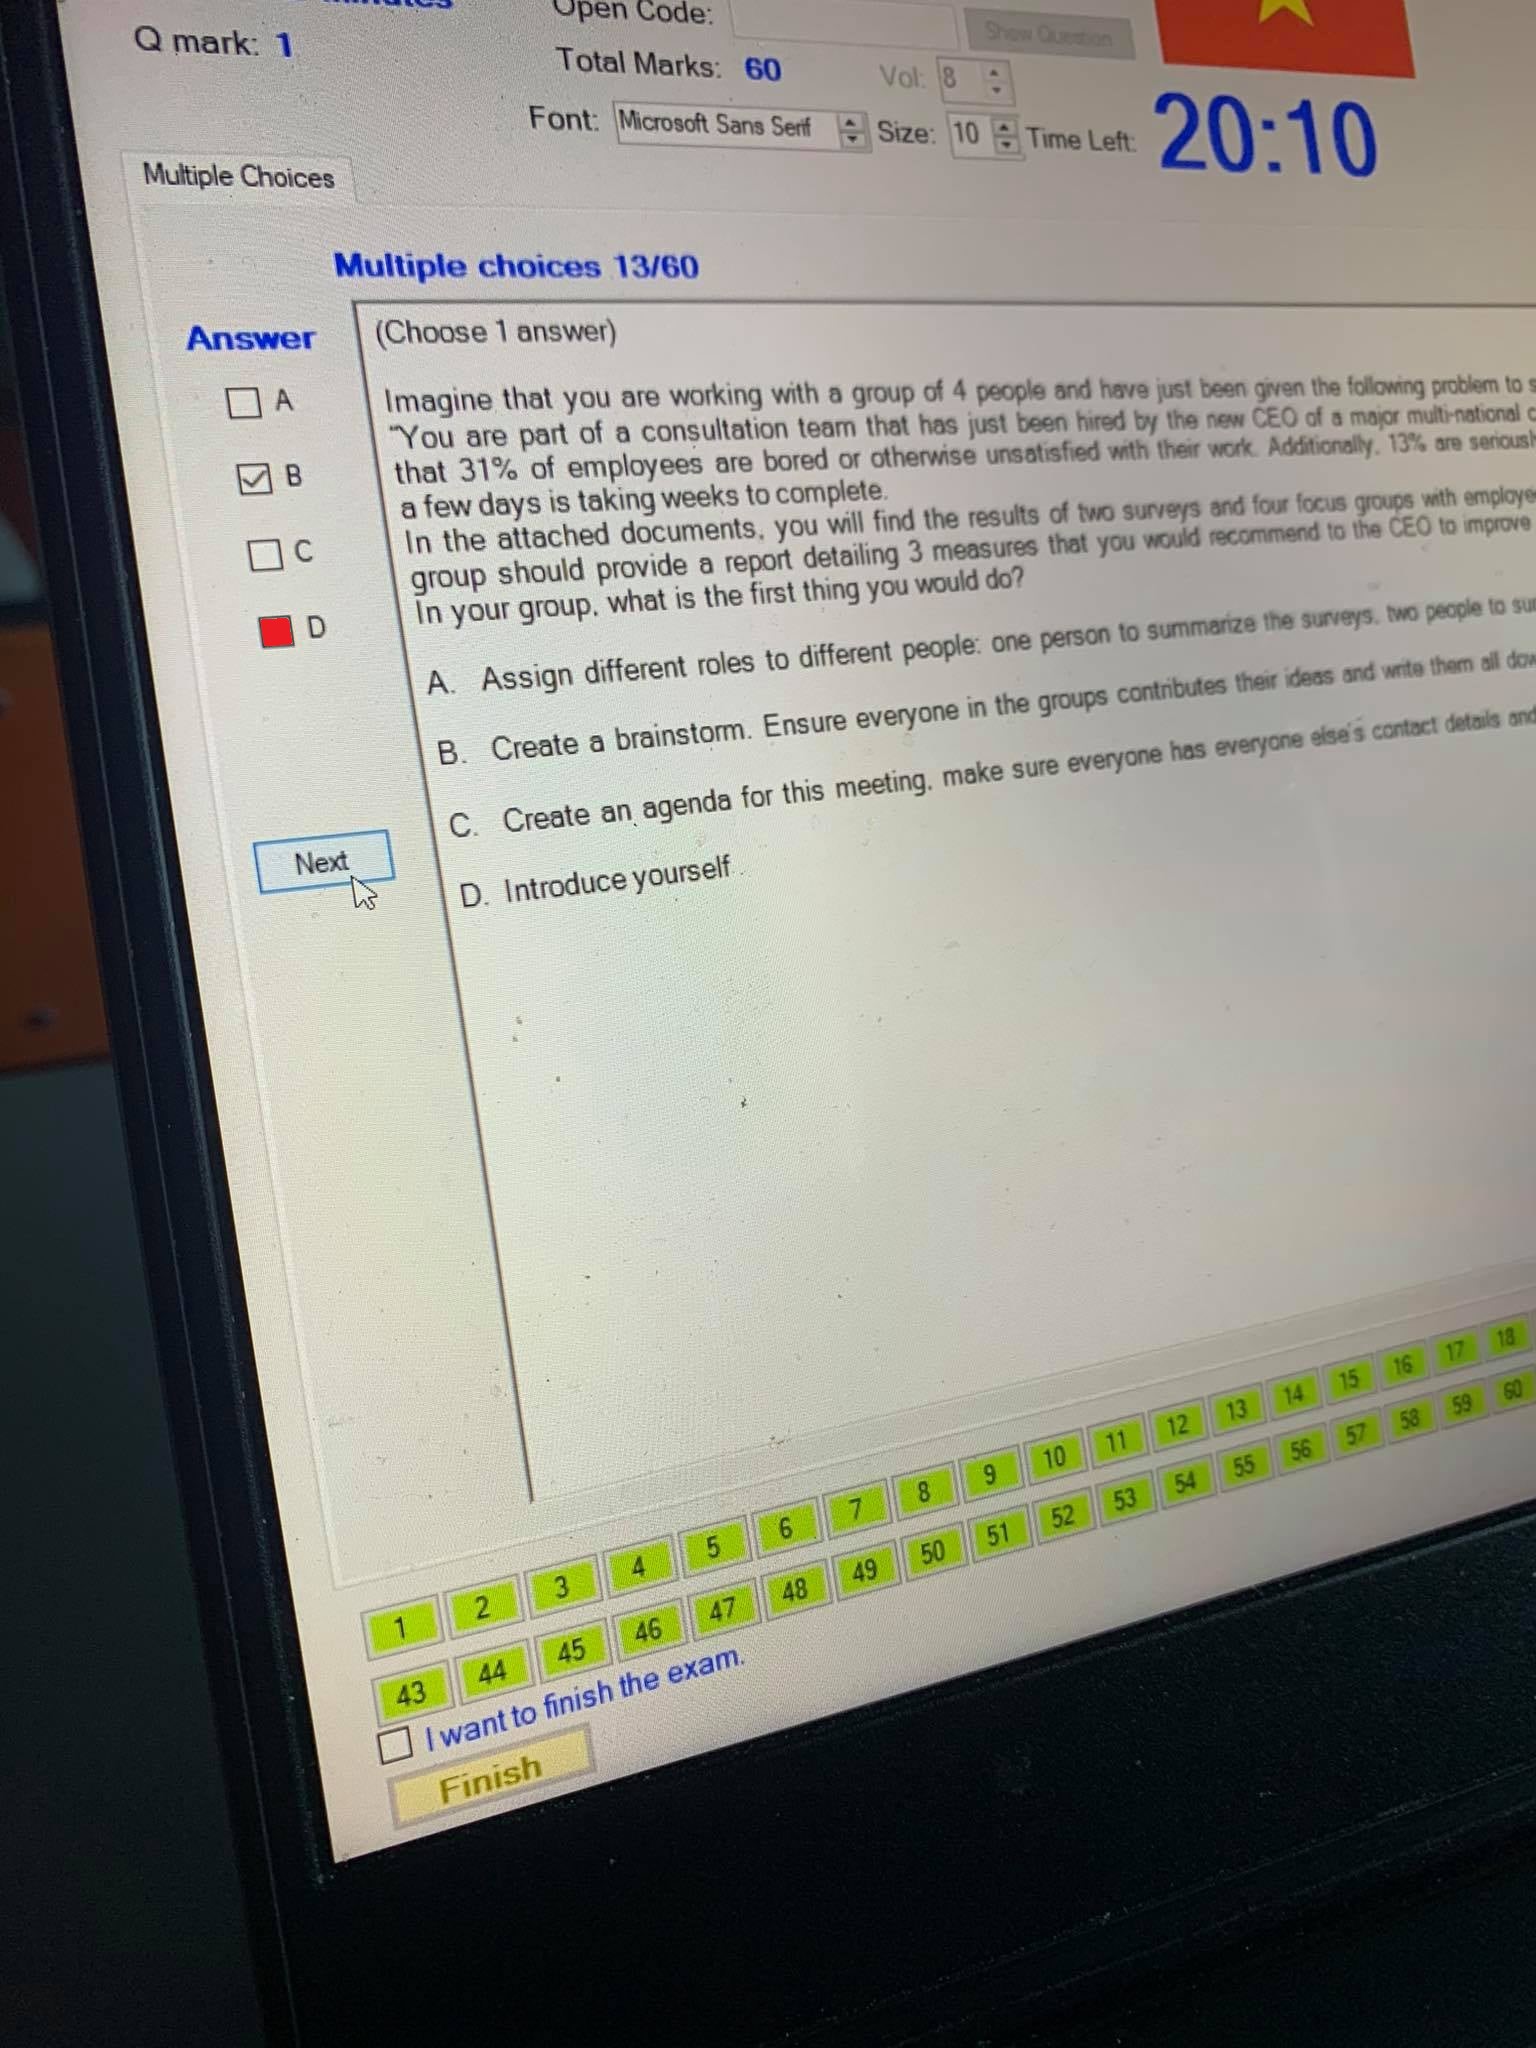 Q mark: 1
Open Code:
Show Question
Total Marks: 60
Vol: 8
Font: Microsoft Sans Serif
Size: 10
Time Left: 20:10
Multiple Choices
Multiple choices 13/60
Answer
A
B
C
D
Next
(Choose 1 answer)
Imagine that you are working with a group of 4 people and have just been given the following problem to
"You are part of a consultation team that has just been hired by the new CEO of a major multi-national
that 31% of employees are bored or otherwise unsatisfied with their work. Additionally, 13% are
a few days is taking weeks to complete.
In the attached documents, you will find the results of two surveys and four focus groups with
group should provide a report detailing 3 measures that you would recommend to the CEO to improve
In your group, what is the first thing you would do?
A. Assign different roles to different people: one person to summarize the surveys, two people to
B. Create a brainstorm. Ensure everyone in the groups contributes their ideas and write them all
C. Create an agenda for this meeting, make sure everyone has everyone else's contact details and
D. Introduce yourself
1 2 3 4 5 6 7 8 9 10 11 12 13 14 15 16 17 18
43 44 45 46 47 48 49 50 51 52 53 54 55 56 57 58 59 60
I want to finish the exam.
Finish